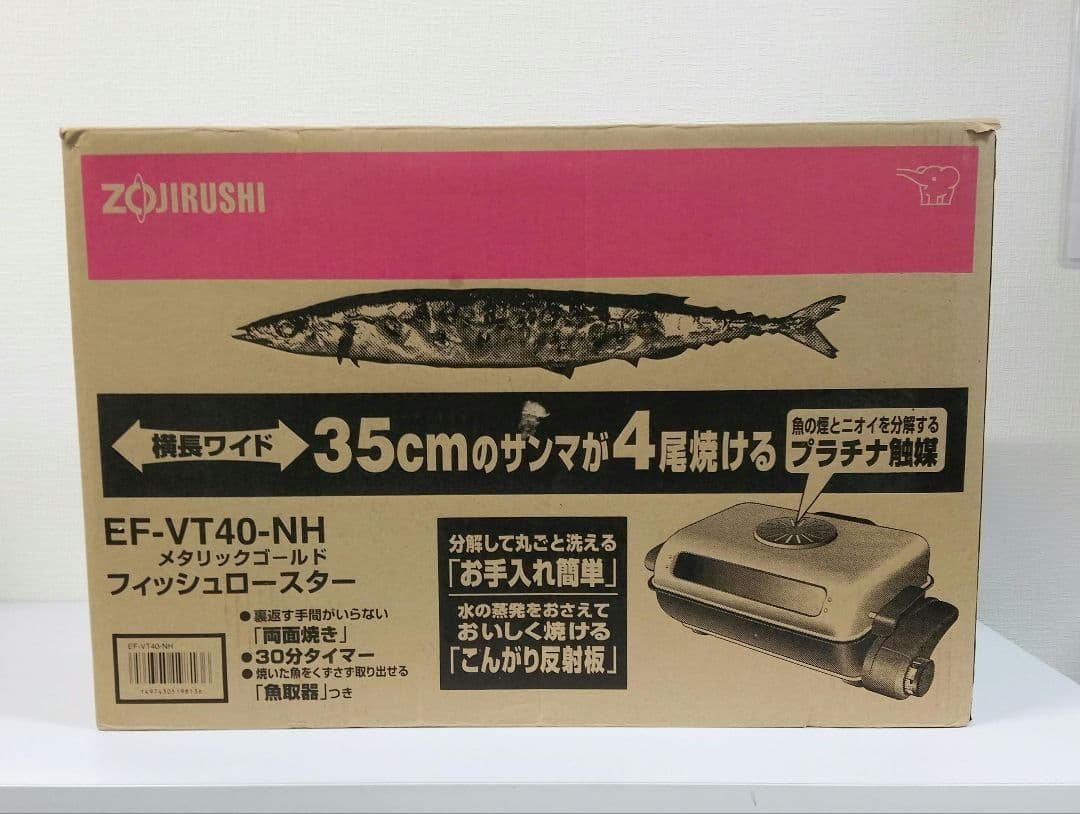 ZOJIRUSHI
横長ワイド
35cmのサンマが4尾焼ける
魚の煙とニオイを分解する
プラチナ触媒
EF-VT40-NH
メタリックゴールド
フィッシュロースター
●裏返す手間がいらない
「両面焼き」
●30分タイマー
●焼いた魚をくずさず取り出せる
「魚取器」つき
分解して丸ごと洗える
「お手入れ簡単」
水の蒸発をおさえて
おいしく焼ける
「こんがり反射板」
EF-VT40-NH
14974305198136